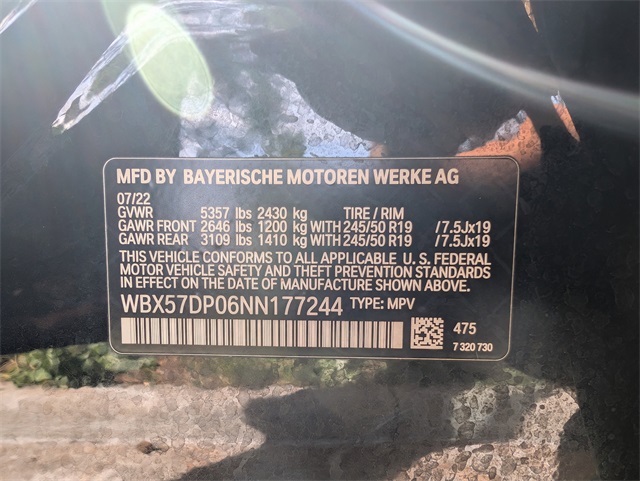 MFD BY BAYERISCHE MOTOREN WERKE AG
07/22
GVWR 5357 lbs 2430 kg TIRE / RIM
GAWR FRONT 2646 lbs 1200 kg WITH 245/50 R19 /7.5Jx19
GAWR REAR 3109 lbs 1410 kg WITH 245/50 R19 /7.5Jx19
THIS VEHICLE CONFORMS TO ALL APPLICABLE U. S. FEDERAL
MOTOR VEHICLE SAFETY AND THEFT PREVENTION STANDARDS
IN EFFECT ON THE DATE OF MANUFACTURE SHOWN ABOVE.
WBX57DP06NN177244 TYPE: MPV
475
7 320 730